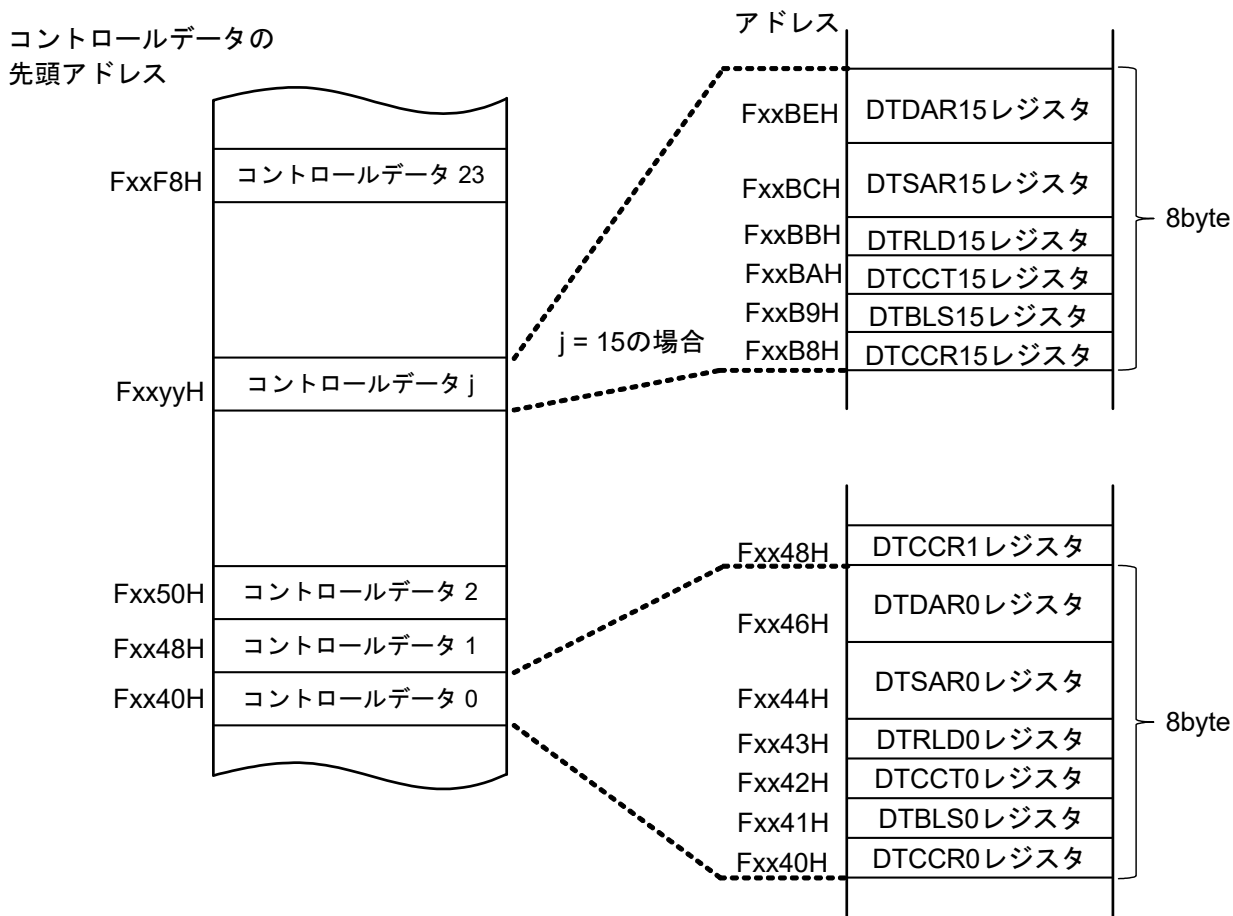 コントロールデータの
先頭アドレス
FxxF8H
コントロールデータ 23
FxxyyH
コントロールデータ j
Fxx50H
コントロールデータ 2
Fxx48H
コントロールデータ 1
Fxx40H
コントロールデータ 0
j = 15の場合
アドレス
FxxBEH
DTDAR15レジスタ
FxxBCH
DTSAR15レジスタ
FxxBBH
DTRLD15レジスタ
FxxBAH
DTCCT15レジスタ
FxxB9H
DTBLS15レジスタ
FxxB8H
DTCCR15レジスタ
8byte
Fxx48H
DTCCR1レジスタ
Fxx46H
DTDAR0レジスタ
Fxx44H
DTSAR0レジスタ
Fxx43H
DTRLD0レジスタ
Fxx42H
DTCCT0レジスタ
Fxx41H
DTBLS0レジスタ
Fxx40H
DTCCR0レジスタ
8byte